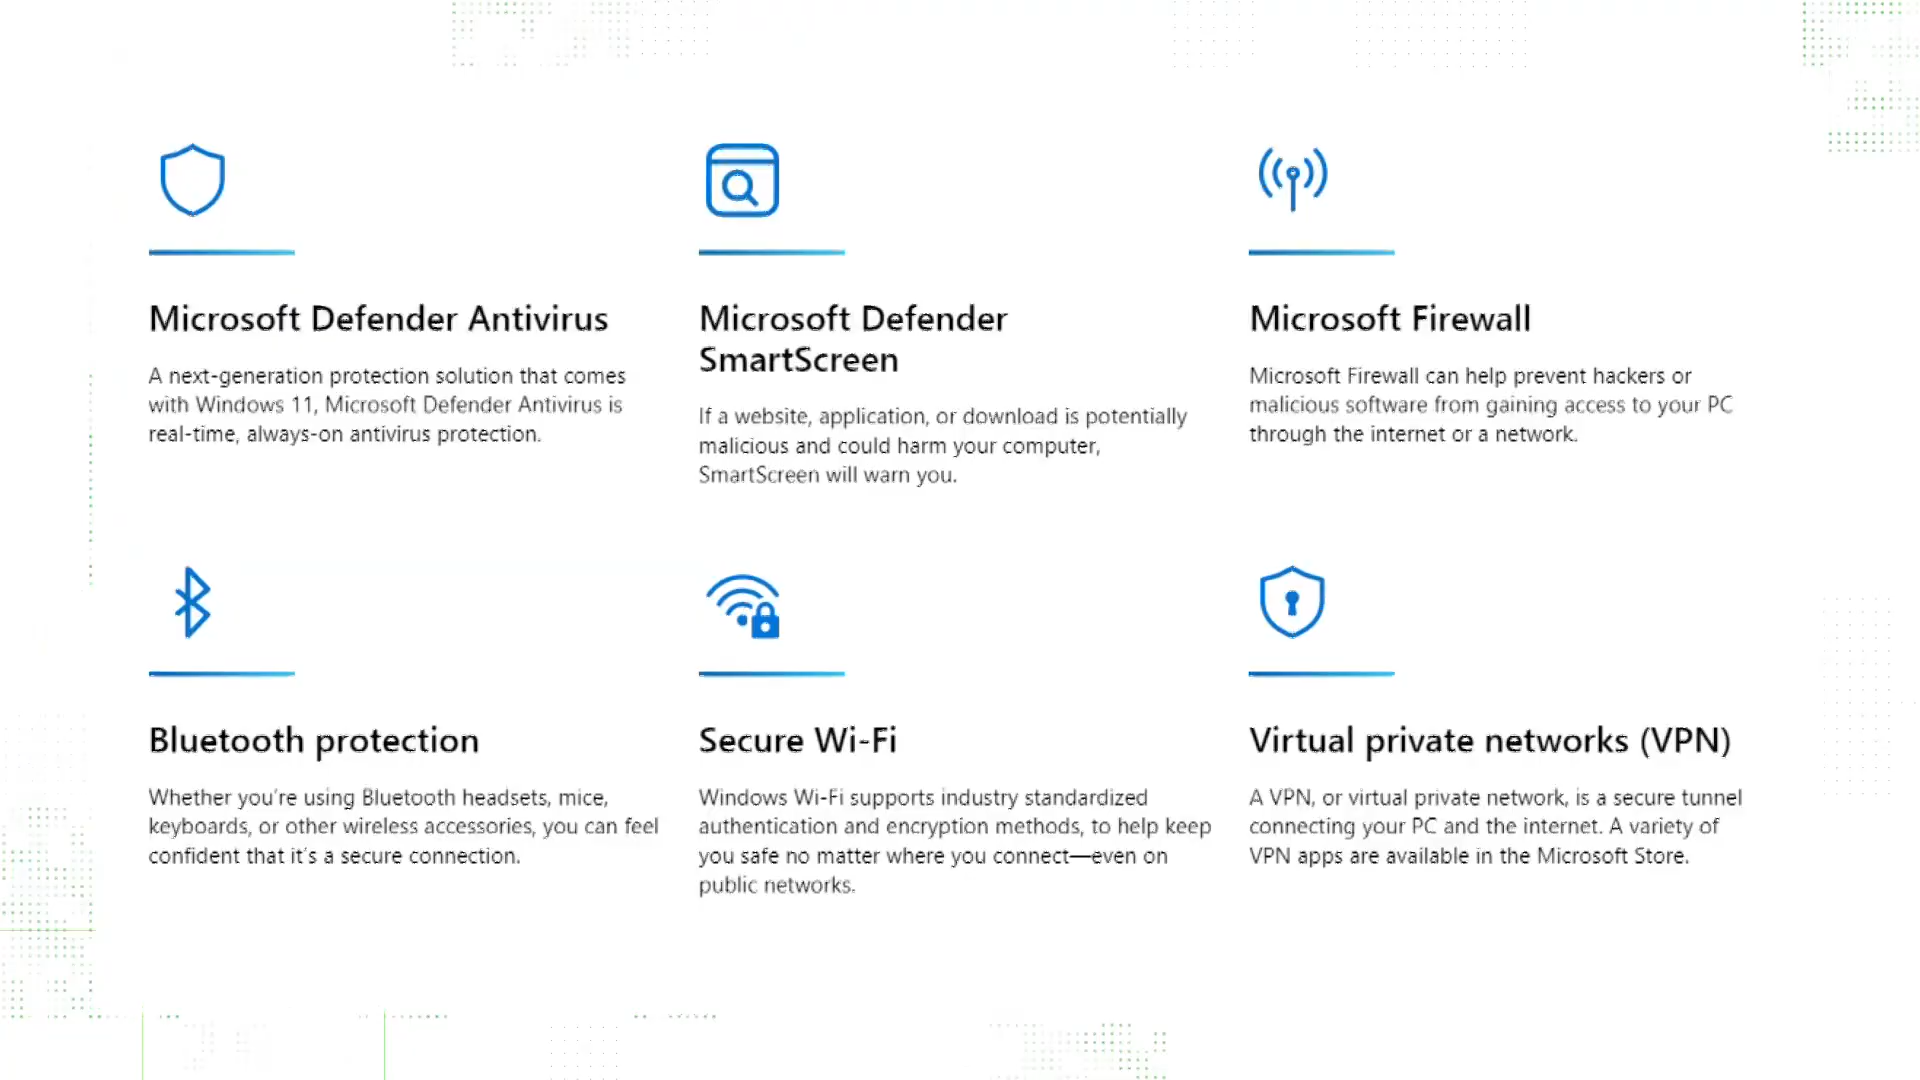 Microsoft Defender Antivirus
A next-generation protection solution that comes
with Windows 11, Microsoft Defender Antivirus is
real-time, always-on antivirus protection.
Microsoft Defender
SmartScreen
If a website, application, or download is potentially
malicious and could harm your computer,
SmartScreen will warn you.
Microsoft Firewall
Microsoft Firewall can help prevent hackers or
malicious software from gaining access to your PC
through the internet or a network.
Bluetooth protection
Whether you're using Bluetooth headsets, mice,
keyboards, or other wireless accessories, you can feel
confident that it's a secure connection.
Secure Wi-Fi
Windows Wi-Fi supports industry standardized
authentication and encryption methods, to help keep
you safe no matter where you connect—even on
public networks.
Virtual private networks (VPN)
A VPN, or virtual private network, is a secure tunnel
connecting your PC and the internet. A variety of
VPN apps are available in the Microsoft Store.